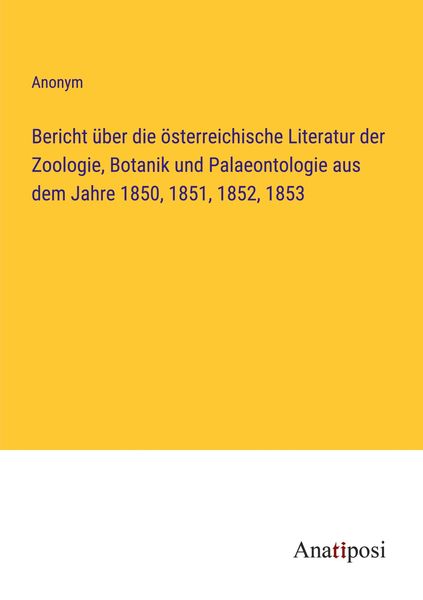 Anonym
Bericht über die österreichische Literatur der
Zoologie, Botanik und Palaeontologie aus
dem Jahre 1850, 1851, 1852, 1853
Anatiposi